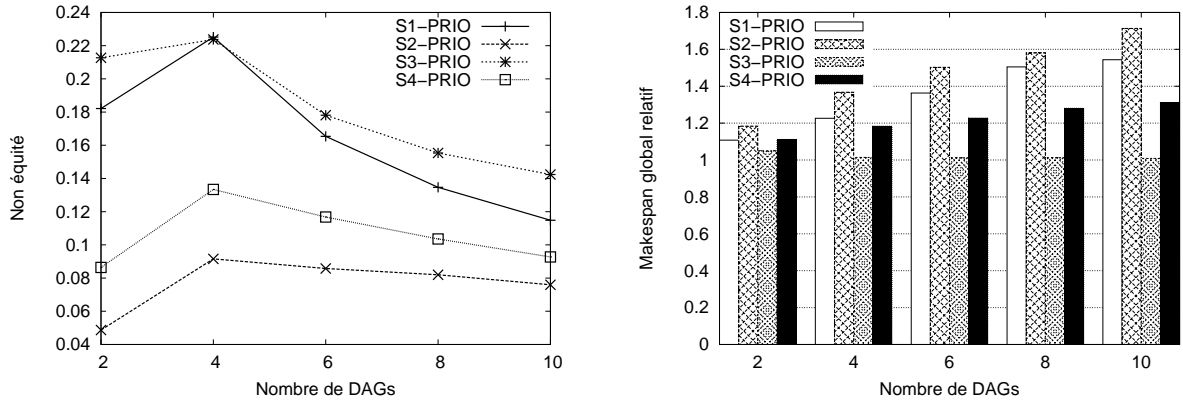 0.24
0.22
0.2
0.18
0.16
0.14
0.12
0.1
0.08
0.06
0.04
2
4
6
8
10
Non équité
Nombre de DAGs
S1−PRIO
S2−PRIO
S3−PRIO
S4−PRIO
1.8
1.6
1.4
1.2
1
0.8
0.6
0.4
0.2
0
2
4
6
8
10
Makespan global relatif
Nombre de DAGs
S1−PRIO
S2−PRIO
S3−PRIO
S4−PRIO